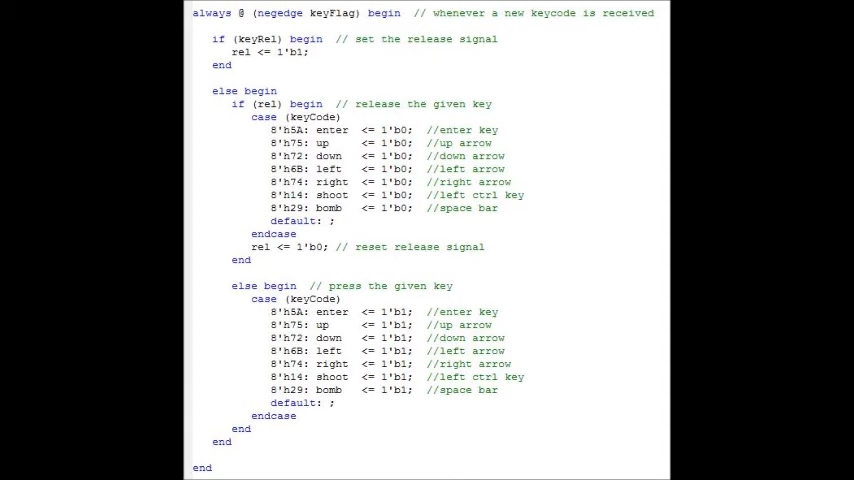 always @ (negedge keyFlag) begin // whenever a new keycode is received
if (keyRel) begin // set the release signal
rel <= 1'b1;
end
else begin
if (rel) begin // release the given key
case (keyCode)
8'h5A: enter <= 1'b0; //enter key
8'h75: up <= 1'b0; //up arrow
8'h72: down <= 1'b0; //down arrow
8'h6B: left <= 1'b0; //left arrow
8'h74: right <= 1'b0; //right arrow
8'h14: shoot <= 1'b0; //left ctrl key
8'h29: bomb <= 1'b0; //space bar
default: ;
endcase
rel <= 1'b0; // reset release signal
end
else begin // press the given key
case (keyCode)
8'h5A: enter <= 1'b1; //enter key
8'h75: up <= 1'b1; //up arrow
8'h72: down <= 1'b1; //down arrow
8'h6B: left <= 1'b1; //left arrow
8'h74: right <= 1'b1; //right arrow
8'h14: shoot <= 1'b1; //left ctrl key
8'h29: bomb <= 1'b1; //space bar
default: ;
endcase
end
end
end